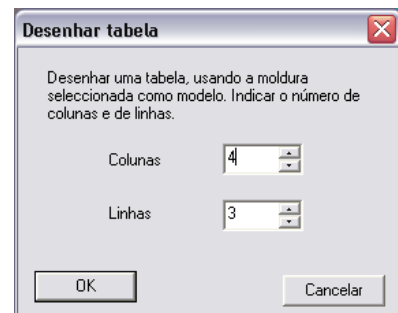 Desenhar tabela
Desenhar uma tabela, usando a moldura
seleccionada como modelo. Indicar o número de
colunas e de linhas.
Colunas 4
Linhas 3
OK Cancelar